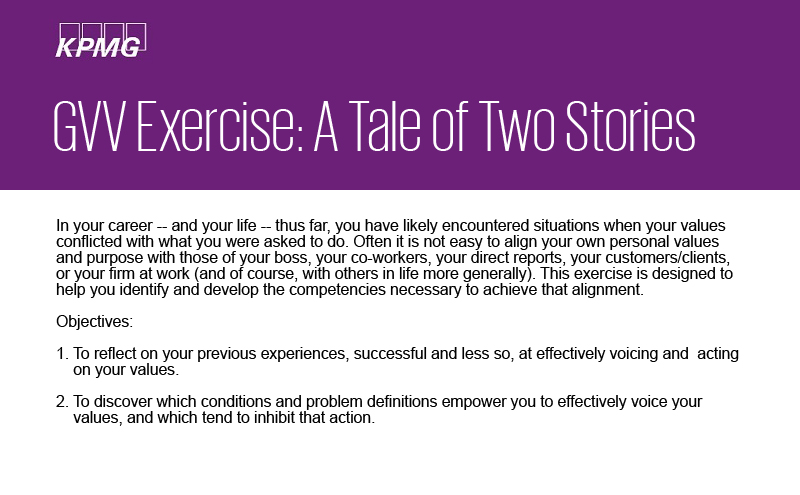 KPMG
GVV Exercise: A Tale of Two Stories
In your career -- and your life -- thus far, you have likely encountered situations when your values
conflicted with what you were asked to do. Often it is not easy to align your own personal values
and purpose with those of your boss, your co-workers, your direct reports, your customers/clients,
or your firm at work (and of course, with others in life more generally). This exercise is designed to
help you identify and develop the competencies necessary to achieve that alignment.
Objectives:
1. To reflect on your previous experiences, successful and less so, at effectively voicing and  acting
on your values.
2. To discover which conditions and problem definitions empower you to effectively voice your
values, and which tend to inhibit that action.